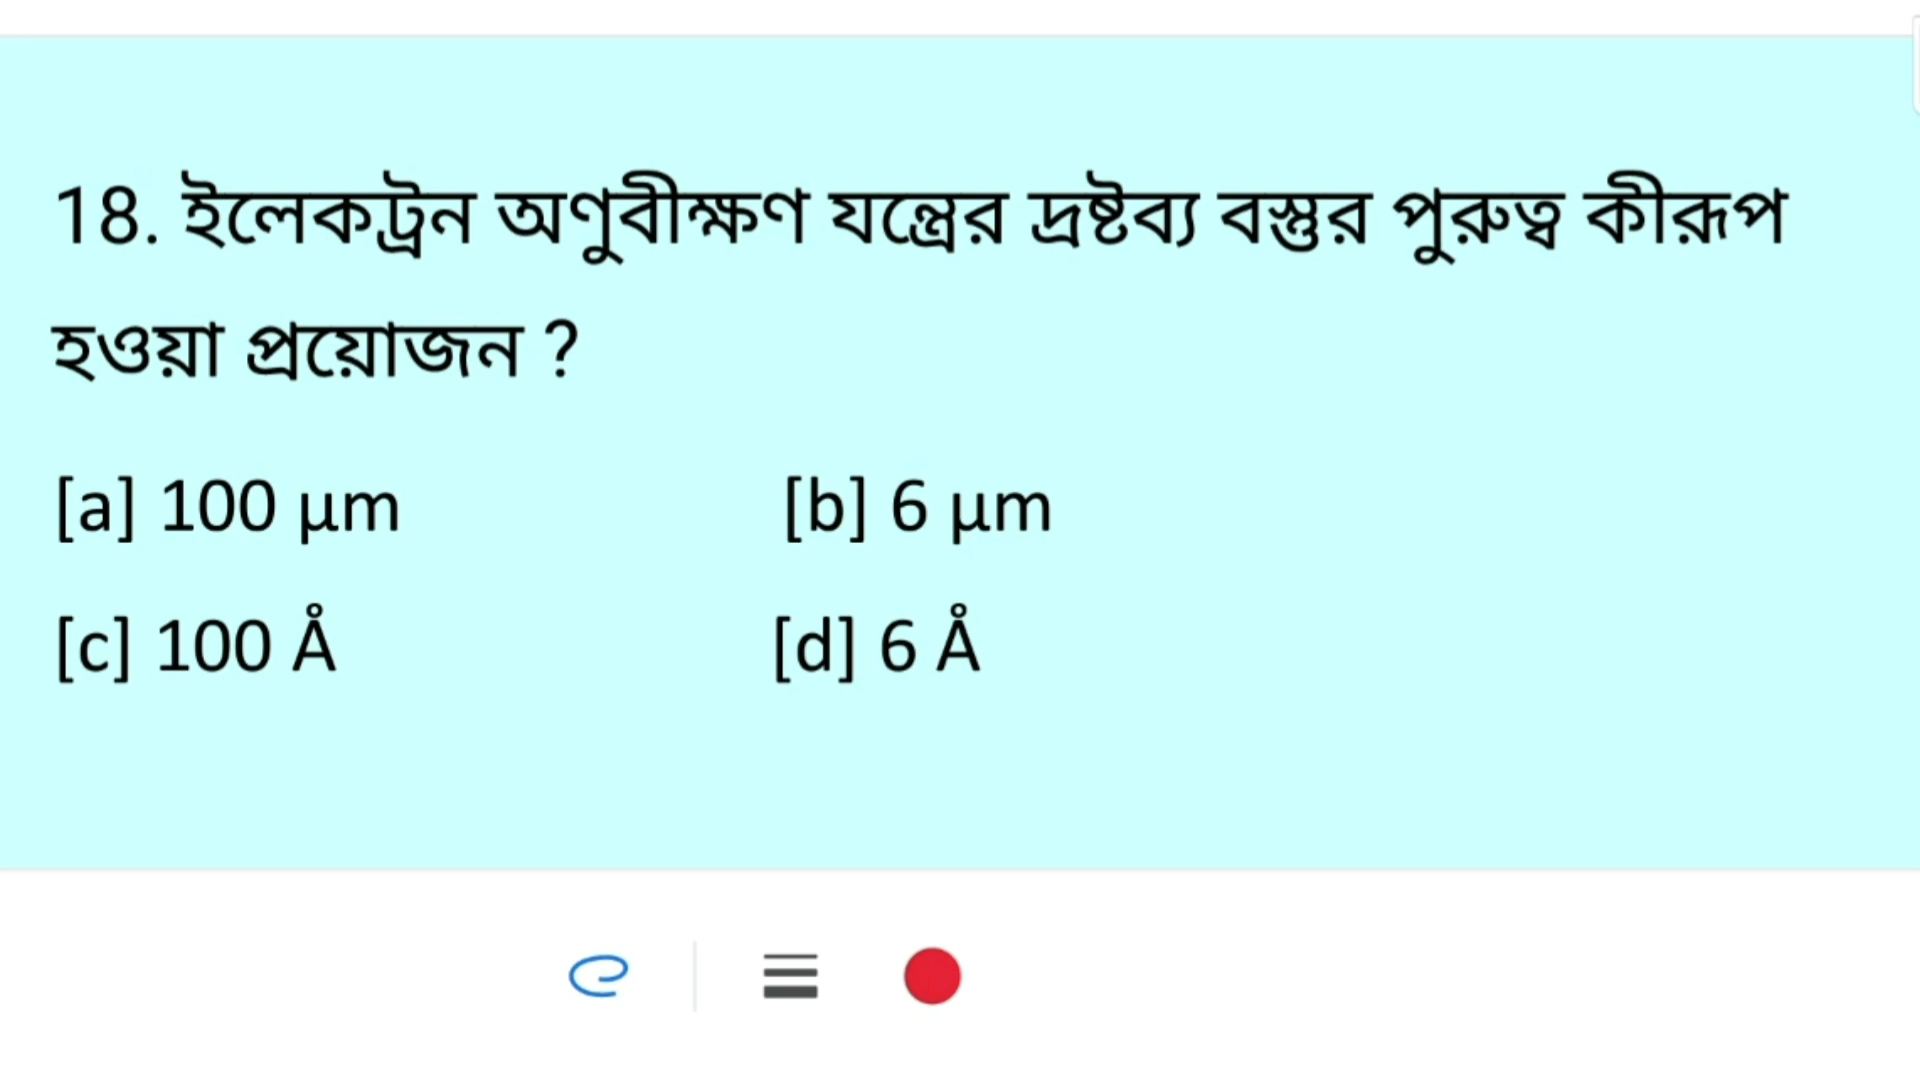 18. ইলেকট্রন অণুবীক্ষণ যন্ত্রের দ্রষ্টব্য বস্তুর পুরুত্ব কীরূপ
হওয়া প্রয়োজন ?
[a] 100 μm [b] 6 μm
[c] 100 Å [d] 6 Å